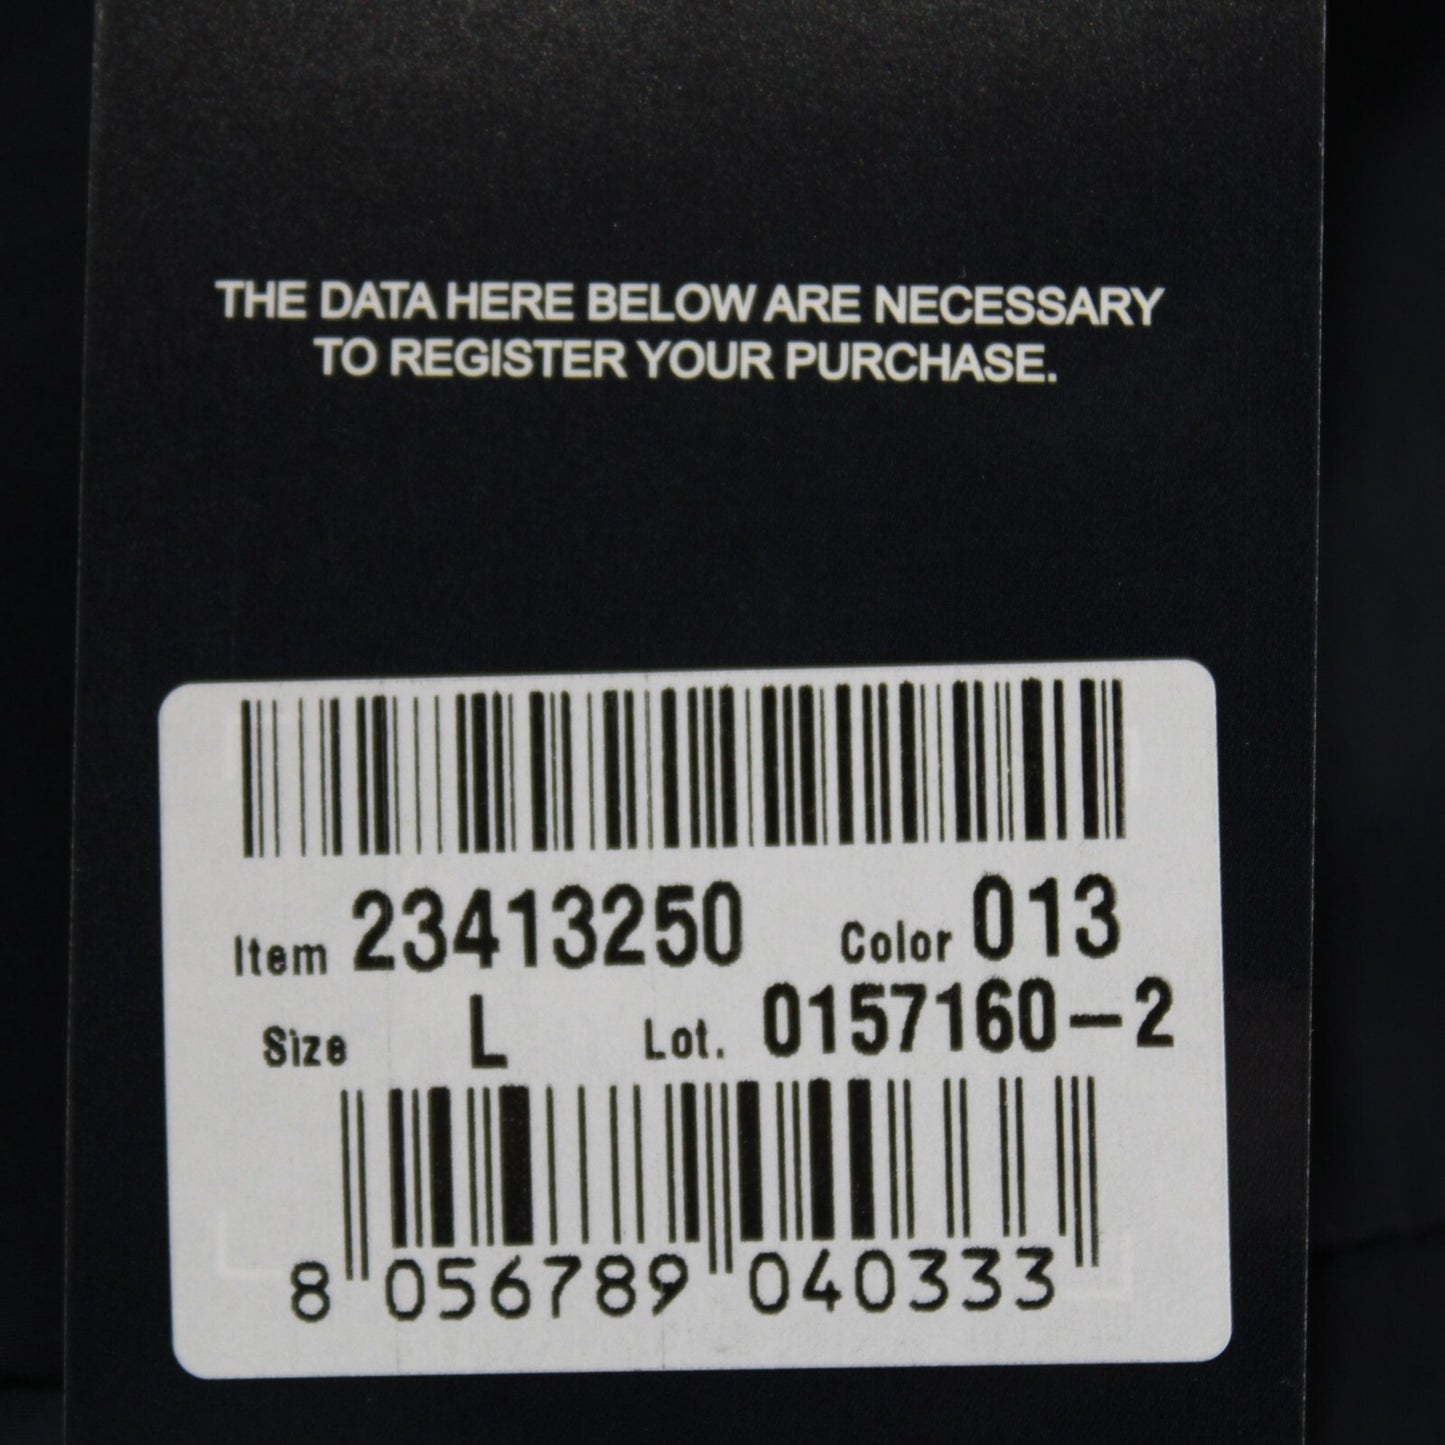 THE DATA HERE BELOW ARE NECESSARY
TO REGISTER YOUR PURCHASE.
Item 23413250 Color 013
Size L Lot. 0157160-2
8 056789 040333